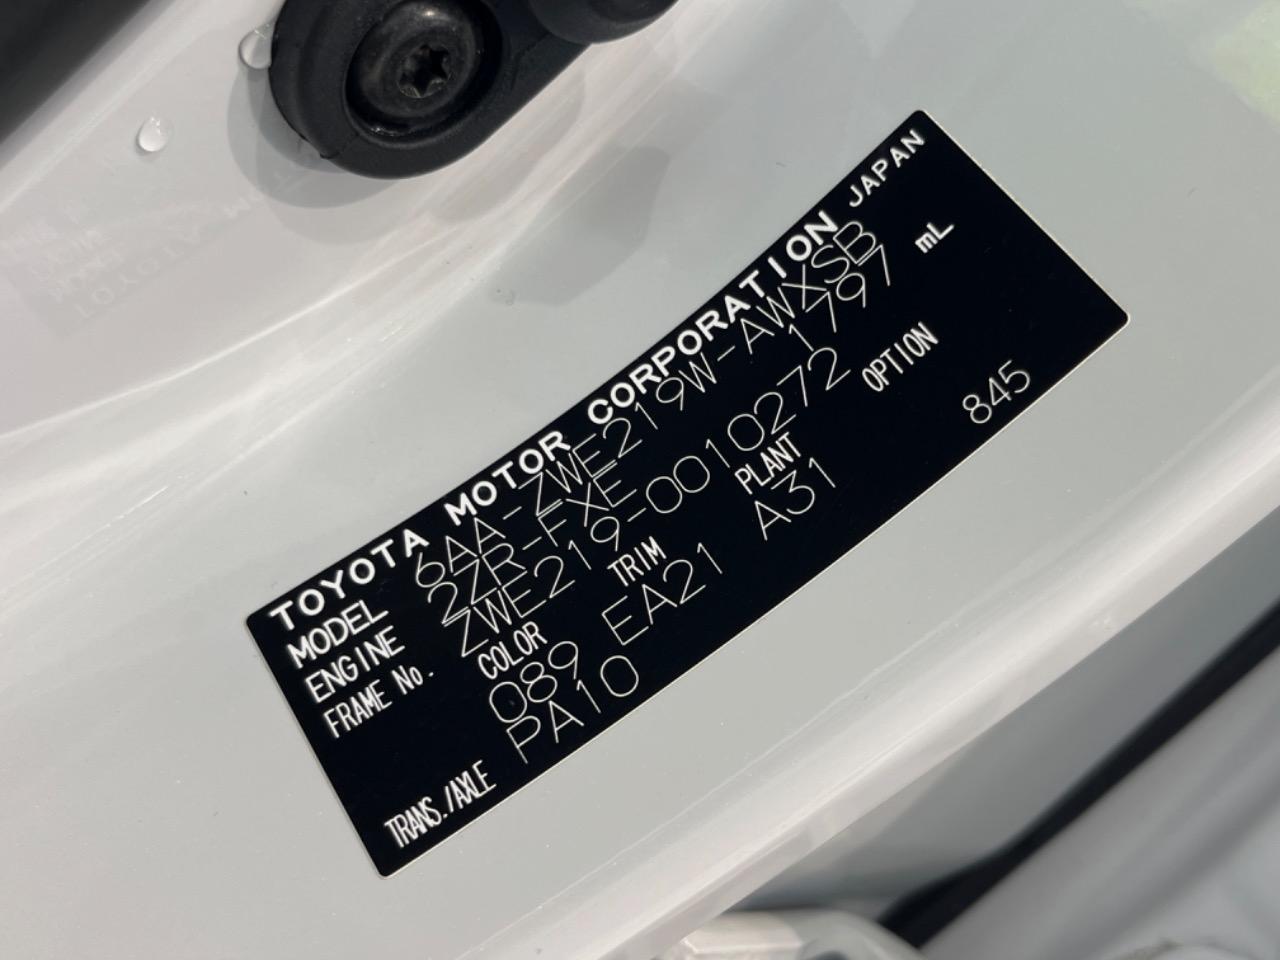 TOYOTA MOTOR CORPORATION JAPAN
MODEL 6AA-ZWE219W-AWXSB
ENGINE 2ZR-FXE 1797 mL
FRAME No. ZWE219-0010272
COLOR TRIM PLANT OPTION
089 EA21 A31 845
TRANS./AXLE PA10